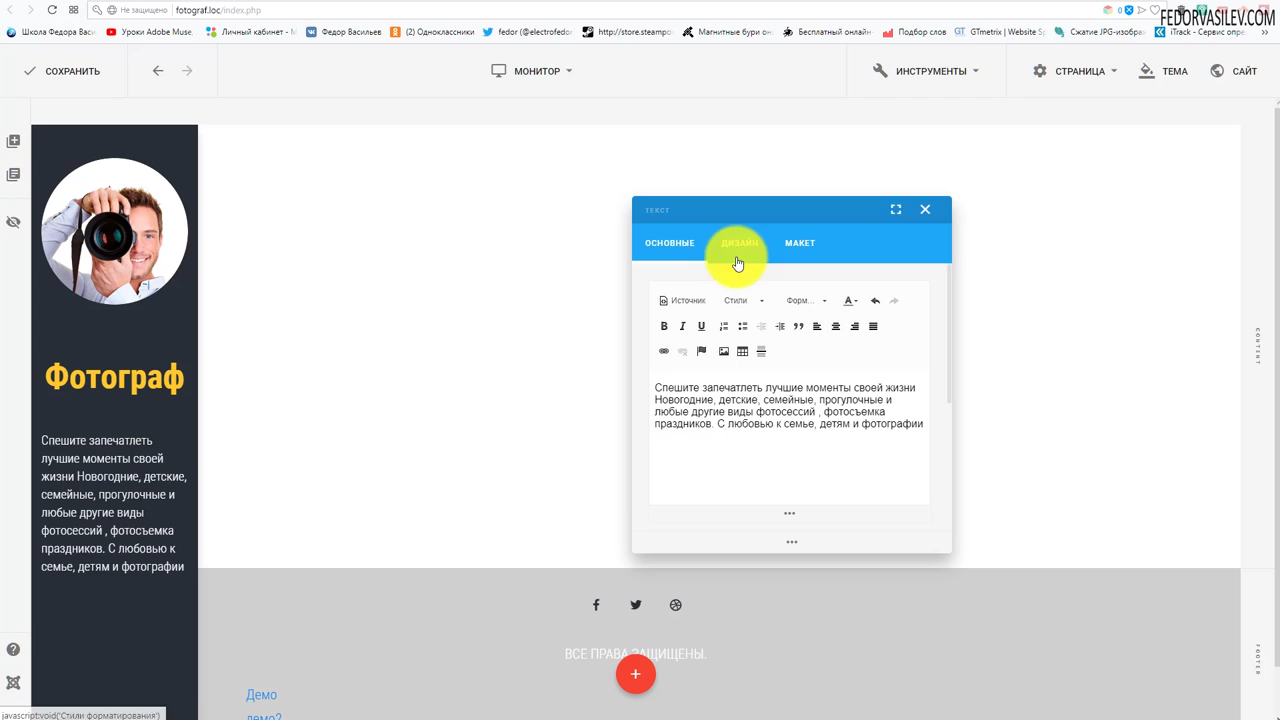 Не защищено fotograf.loc/index.php
FEDORVASILEV.COM
Школа Федора Васи
Уроки Adobe Muse,
Личный кабинет - М
Федор Васильев
(2) Одноклассники
fedor (@electrofedor
http://store.steampo
Магнитные бури он
Бесплатный онлайн-
Подбор слов
GTmetrix | Website Sp
Сжатие JPG-изобра
iTrack - Сервис опре
СОХРАНИТЬ
МОНИТОР
ИНСТРУМЕНТЫ
СТРАНИЦА
ТЕМА
САЙТ
ТЕКСТ
ОСНОВНЫЕ
ДИЗАЙН
МАКЕТ
Источник
Стили
Форм...
Спешите запечатлеть лучшие моменты своей жизни
Новогодние, детские, семейные, прогулочные и
любые другие виды фотосессий , фотосъемка
праздников. С любовью к семье, детям и фотографии
Фотограф
Спешите запечатлеть
лучшие моменты своей
жизни Новогодние, детские,
семейные, прогулочные и
любые другие виды
фотосессий , фотосъемка
праздников. С любовью к
семье, детям и фотографии
CONTENT
ВСЕ ПРАВА ЗАЩИЩЕНЫ.
FOOTER
Демо
демо2
javascript:void('Стили форматирования')